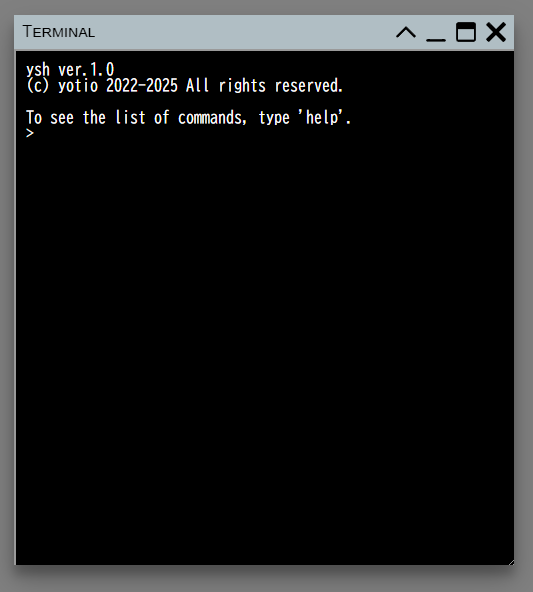 TERMINAL
ysh ver.1.0
(c) yotio 2022-2025 All rights reserved.
To see the list of commands, type 'help'.
>